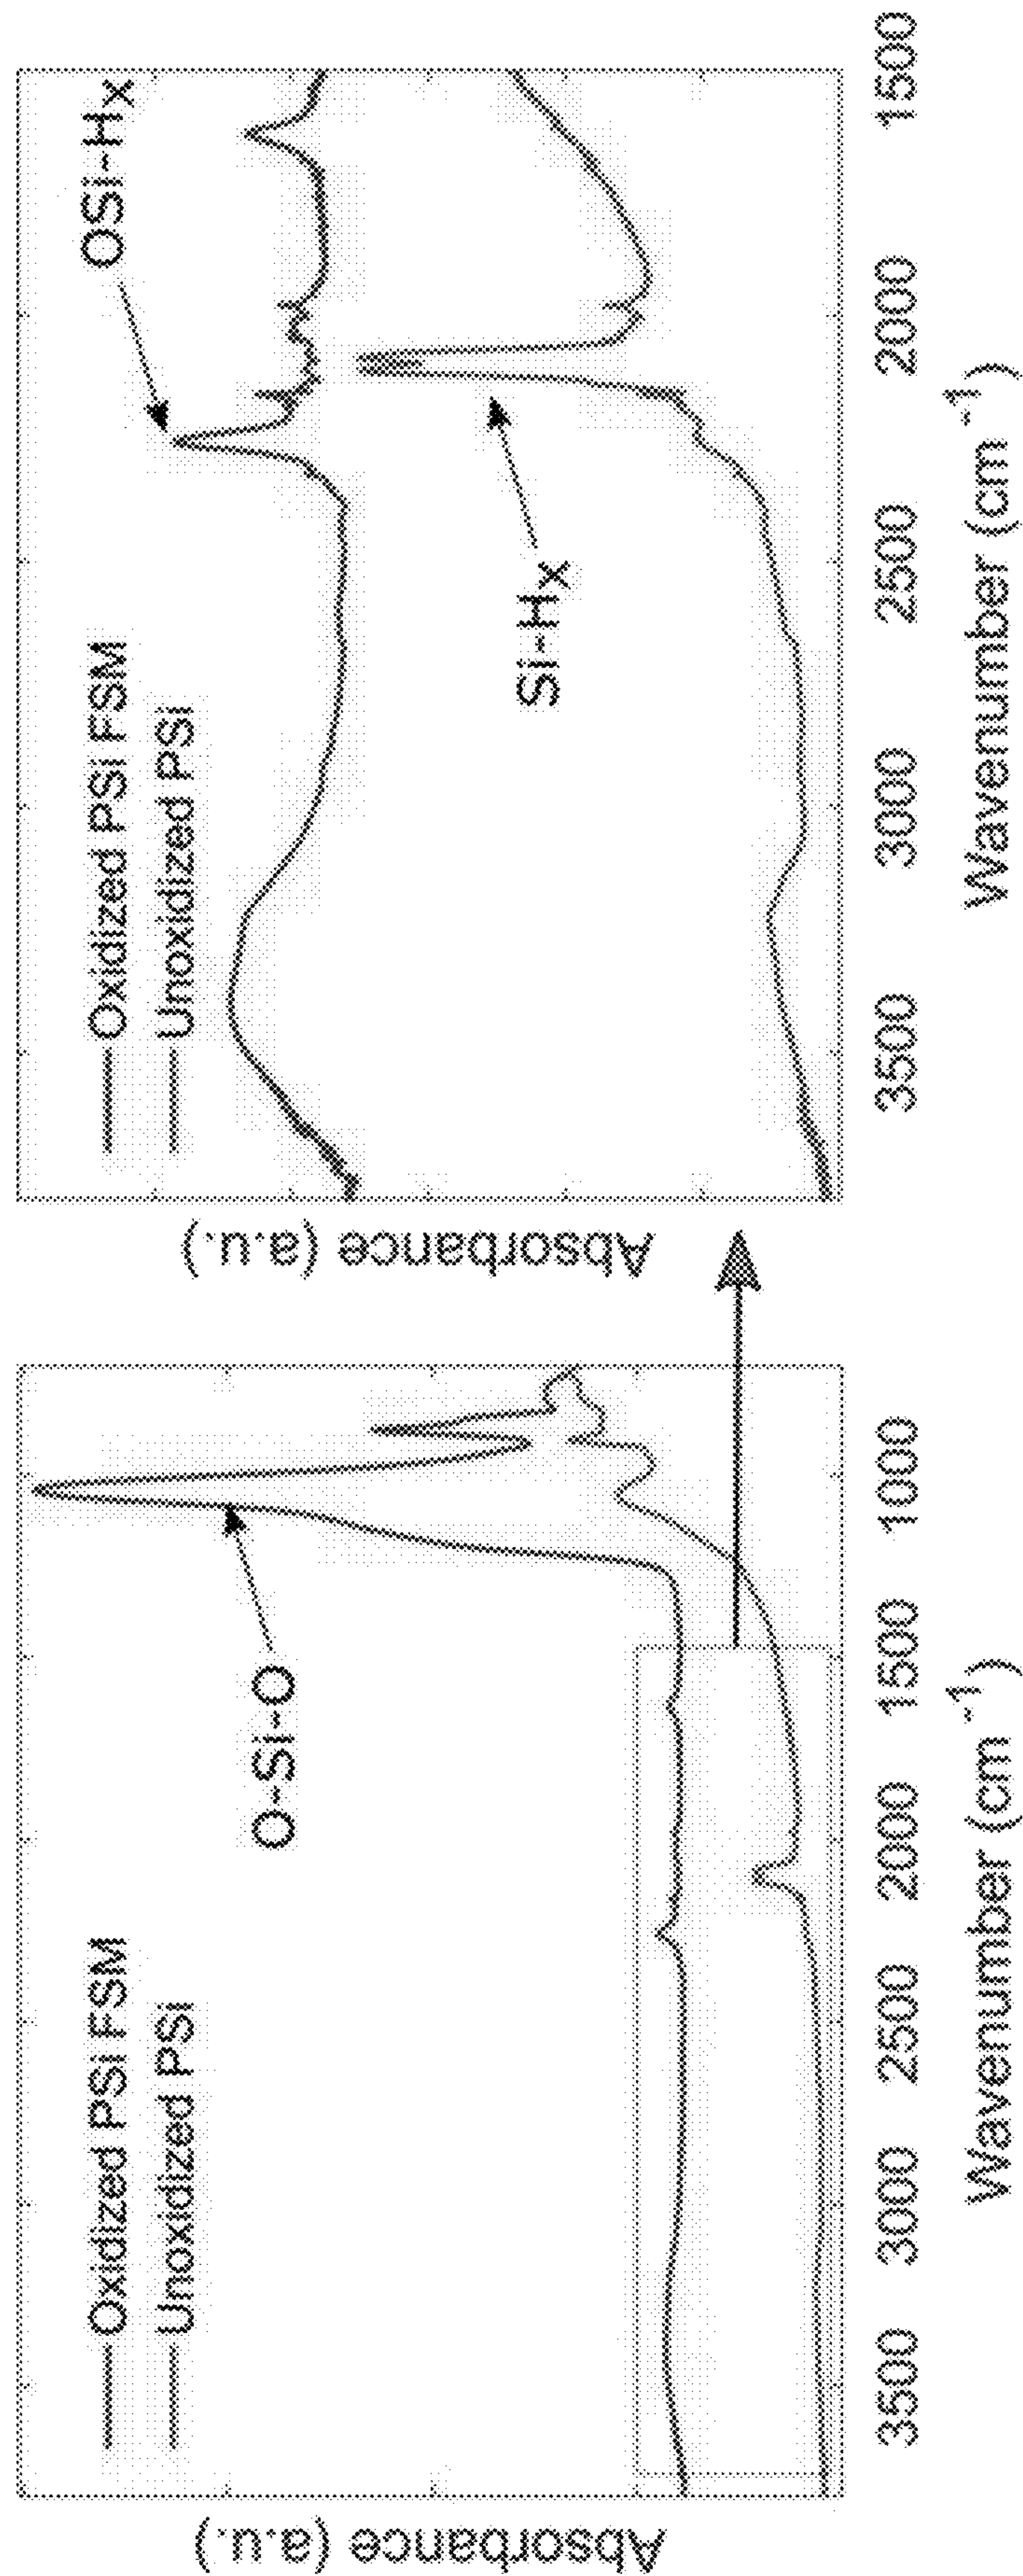 Absorbance (a.u.)
Oxidized PSi FSM
Unoxidized PSi
O-Si-O
3500 3000 2500 2000 1500 1000
Wavenumber (cm -1)
Absorbance (a.u.)
Oxidized PSi FSM
Unoxidized PSi
OSi-Hx
Si-Hx
3500 3000 2500 2000 1500
Wavenumber (cm -1)